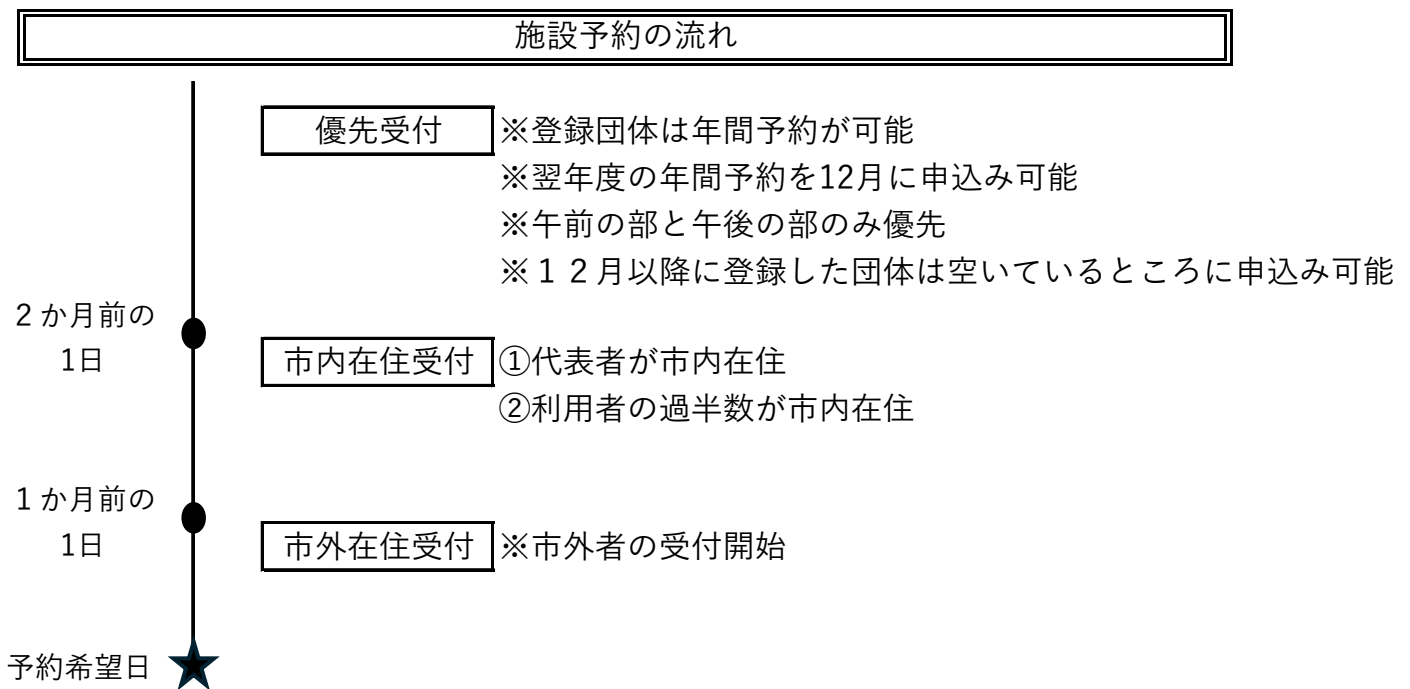 施設予約の流れ
優先受付 ※登録団体は年間予約が可能
※翌年度の年間予約を12月に申込み可能
※午前の部と午後の部のみ優先
※１２月以降に登録した団体は空いているところに申込み可能
２か月前の
1日
市内在住受付 ①代表者が市内在住
②利用者の過半数が市内在住
１か月前の
1日
市外在住受付 ※市外者の受付開始
予約希望日